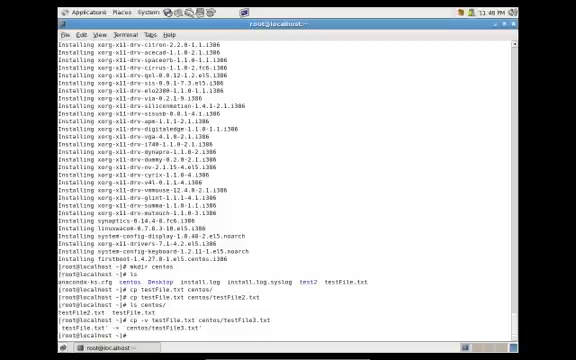 Applications Places System
11:48 PM
root@localhost:~
File Edit View Terminal Tabs Help
Installing xorg-x11-drv-citron-2.2.0-1.1.i386
Installing xorg-x11-drv-acecad-1.1.0-2.1.i386
Installing xorg-x11-drv-spaceorb-1.1.0-1.1.i386
Installing xorg-x11-drv-cirrus-1.1.0-2.fc6.i386
Installing xorg-x11-drv-qxl-0.0.12-1.2.el5.i386
Installing xorg-x11-drv-sis-0.9.1-7.3.el5.i386
Installing xorg-x11-drv-elo2300-1.1.0-1.1.i386
Installing xorg-x11-drv-via-0.2.1-9.i386
Installing xorg-x11-drv-siliconmotion-1.4.1-2.1.i386
Installing xorg-x11-drv-sisusb-0.8.1-4.1.i386
Installing xorg-x11-drv-apm-1.1.1-2.1.i386
Installing xorg-x11-drv-digitaledge-1.1.0-1.1.i386
Installing xorg-x11-drv-vga-4.1.0-2.1.i386
Installing xorg-x11-drv-i740-1.1.0-2.1.i386
Installing xorg-x11-drv-dynapro-1.1.0-2.i386
Installing xorg-x11-drv-dummy-0.2.0-2.1.i386
Installing xorg-x11-drv-nv-2.1.15-4.el5.i386
Installing xorg-x11-drv-cyrix-1.1.0-4.i386
Installing xorg-x11-drv-v4l-0.0.1-4.i386
Installing xorg-x11-drv-vmmouse-12.4.0-2.1.i386
Installing xorg-x11-drv-glint-1.1.1-4.1.i386
Installing xorg-x11-drv-summa-1.1.0-1.1.i386
Installing xorg-x11-drv-mutouch-1.1.0-3.i386
Installing synaptics-0.14.4-8.fc6.i386
Installing linuxwacom-0.7.8.3-10.el5.i386
Installing system-config-display-1.0.48-2.el5.noarch
Installing xorg-x11-drivers-7.1-4.2.el5.i386
Installing system-config-keyboard-1.2.11-1.el5.noarch
Installing firstboot-1.4.27.8-1.el5.centos.i386
[root@localhost ~]# mkdir centos
[root@localhost ~]# ls
anaconda-ks.cfg centos Desktop install.log install.log.syslog test2 testFile.txt
[root@localhost ~]# cp testFile.txt centos/
[root@localhost ~]# cp testFile.txt centos/testFile2.txt
[root@localhost ~]# ls centos/
testFile2.txt testFile.txt
[root@localhost ~]# cp -v testFile.txt centos/testFile3.txt
`testFile.txt' -> `centos/testFile3.txt'
[root@localhost ~]#
root@localhost:~